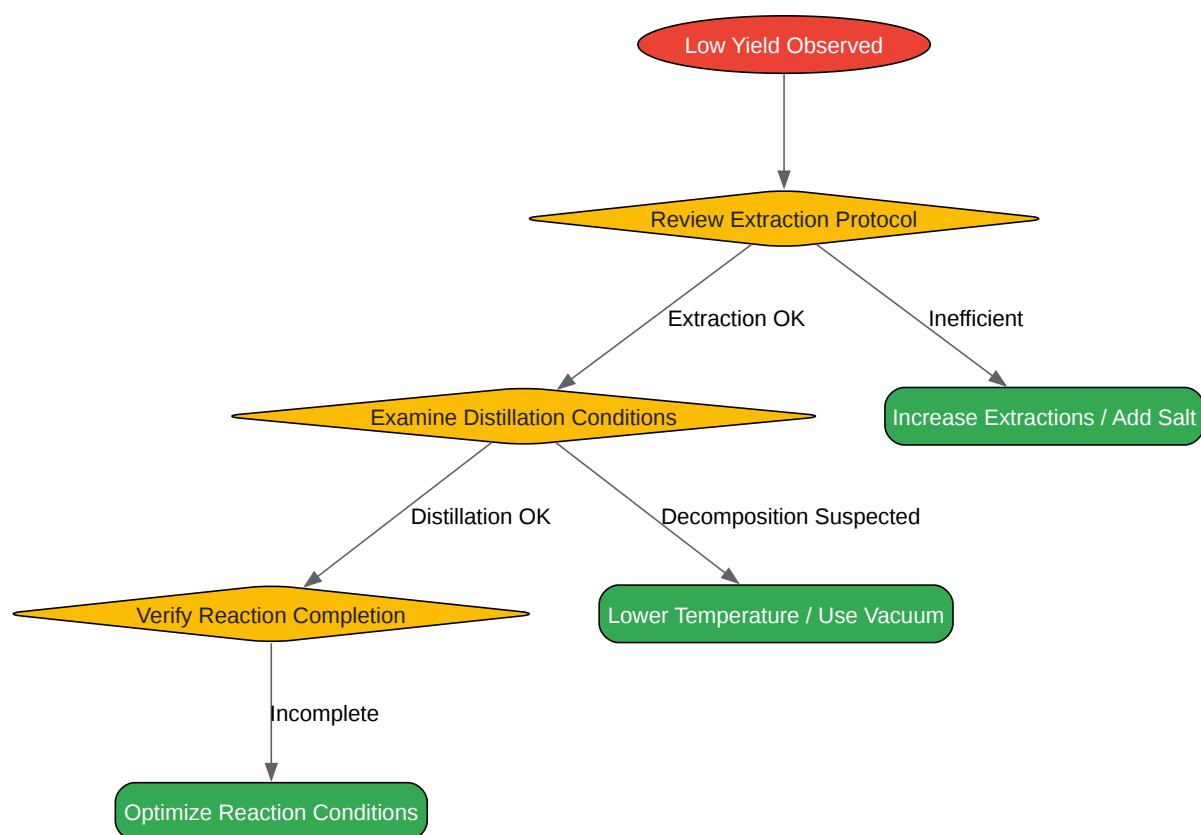 Low Yield Observed
Review Extraction Protocol
Extraction OK
Inefficient
Examine Distillation Conditions
Increase Extractions / Add Salt
Distillation OK
Decomposition Suspected
Verify Reaction Completion
Lower Temperature / Use Vacuum
Incomplete
Optimize Reaction Conditions